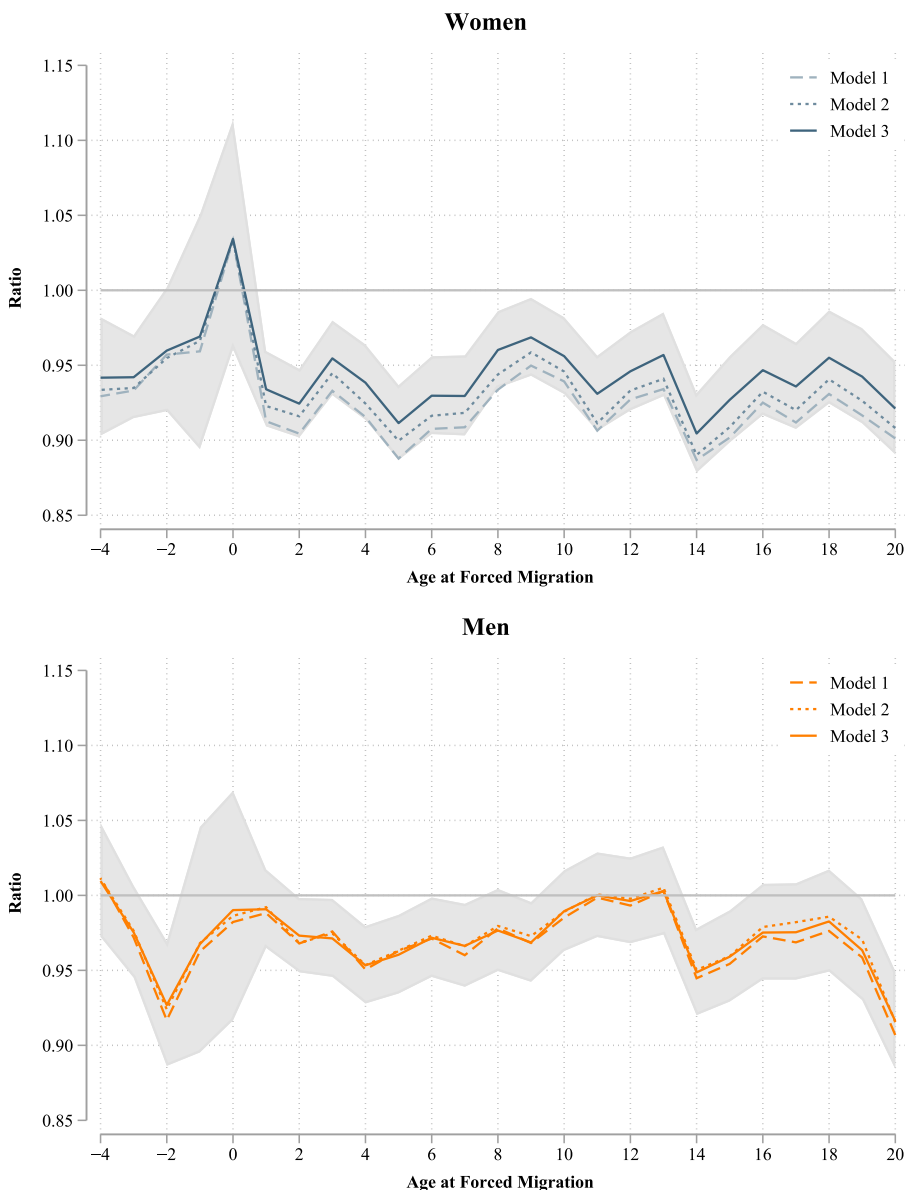 Women
1.15
1.10
1.05
1.00
0.95
0.90
0.85
Ratio
Model 1
Model 2
Model 3
−4 −2 0 2 4 6 8 10 12 14 16 18 20
Age at Forced Migration
Men
1.15
1.10
1.05
1.00
0.95
0.90
0.85
Ratio
Model 1
Model 2
Model 3
−4 −2 0 2 4 6 8 10 12 14 16 18 20
Age at Forced Migration